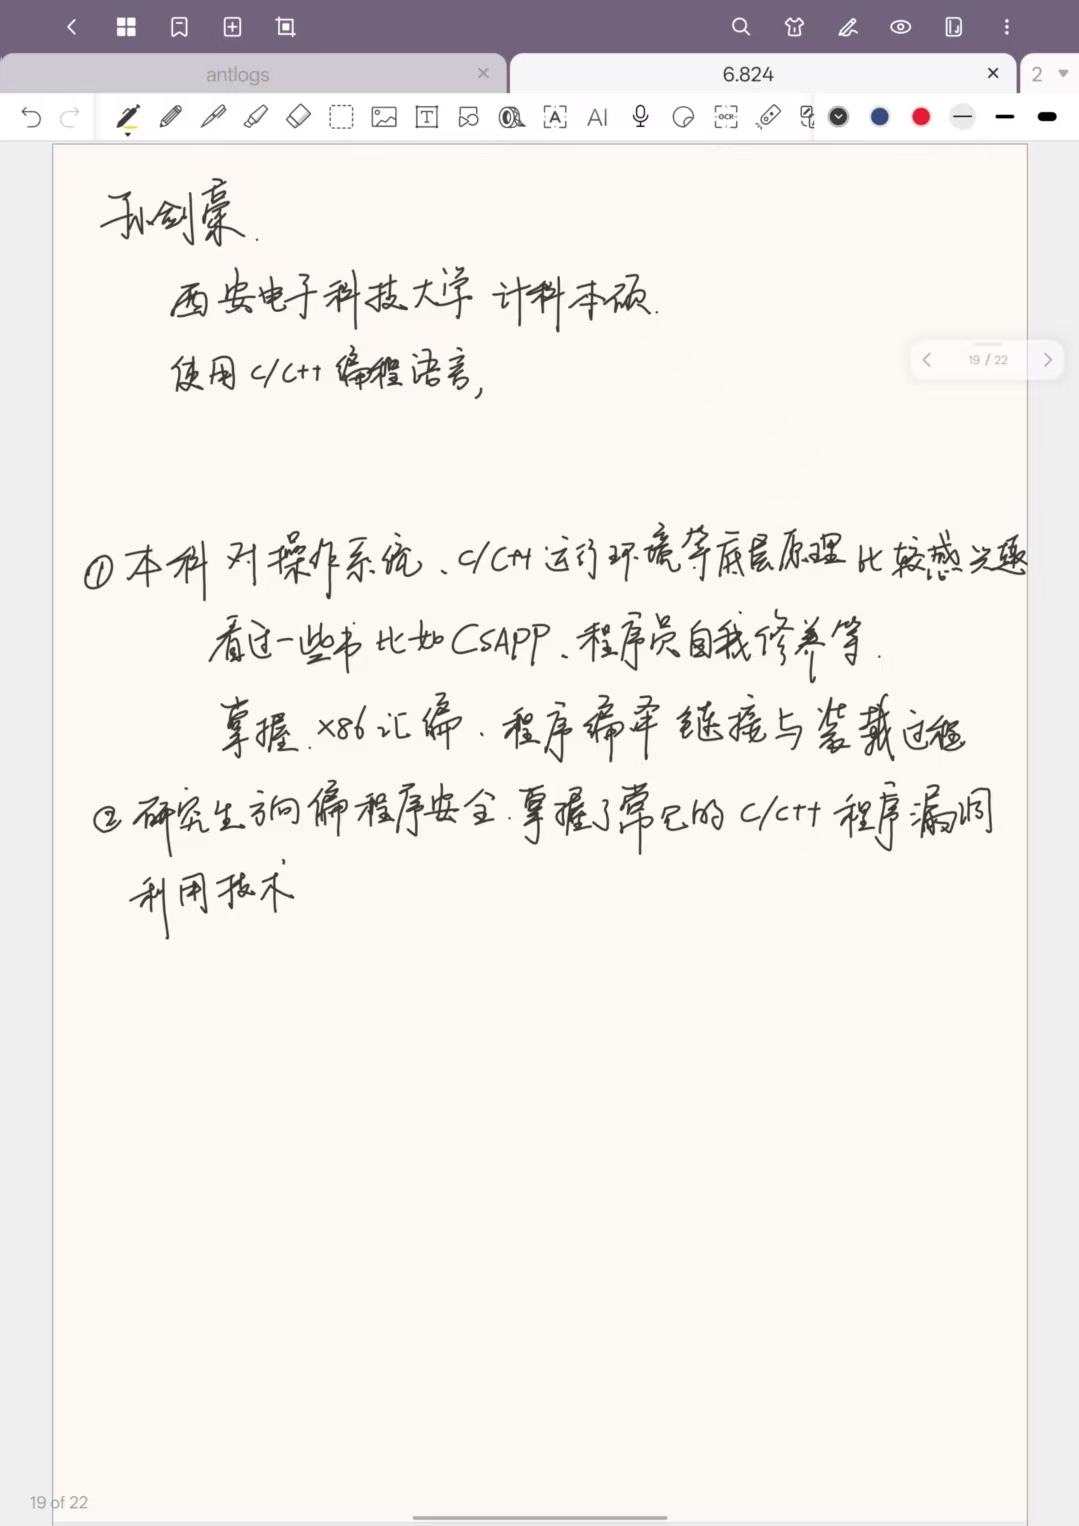 antlogs
6.824
2
T
A
AI
OCR
孙剑豪.
西安电子科技大学 计科本硕.
使用 C/C++ 编程语言,
19 / 22
① 本科对操作系统、C/C++ 运行环境等底层原理比较感兴趣
看过一些书比如 CSAPP、程序员自我修养等.
掌握 x86汇编、程序编译链接与装载过程
② 研究生方向偏程序安全.掌握了常见的 C/C++ 程序漏洞
利用技术
19 of 22